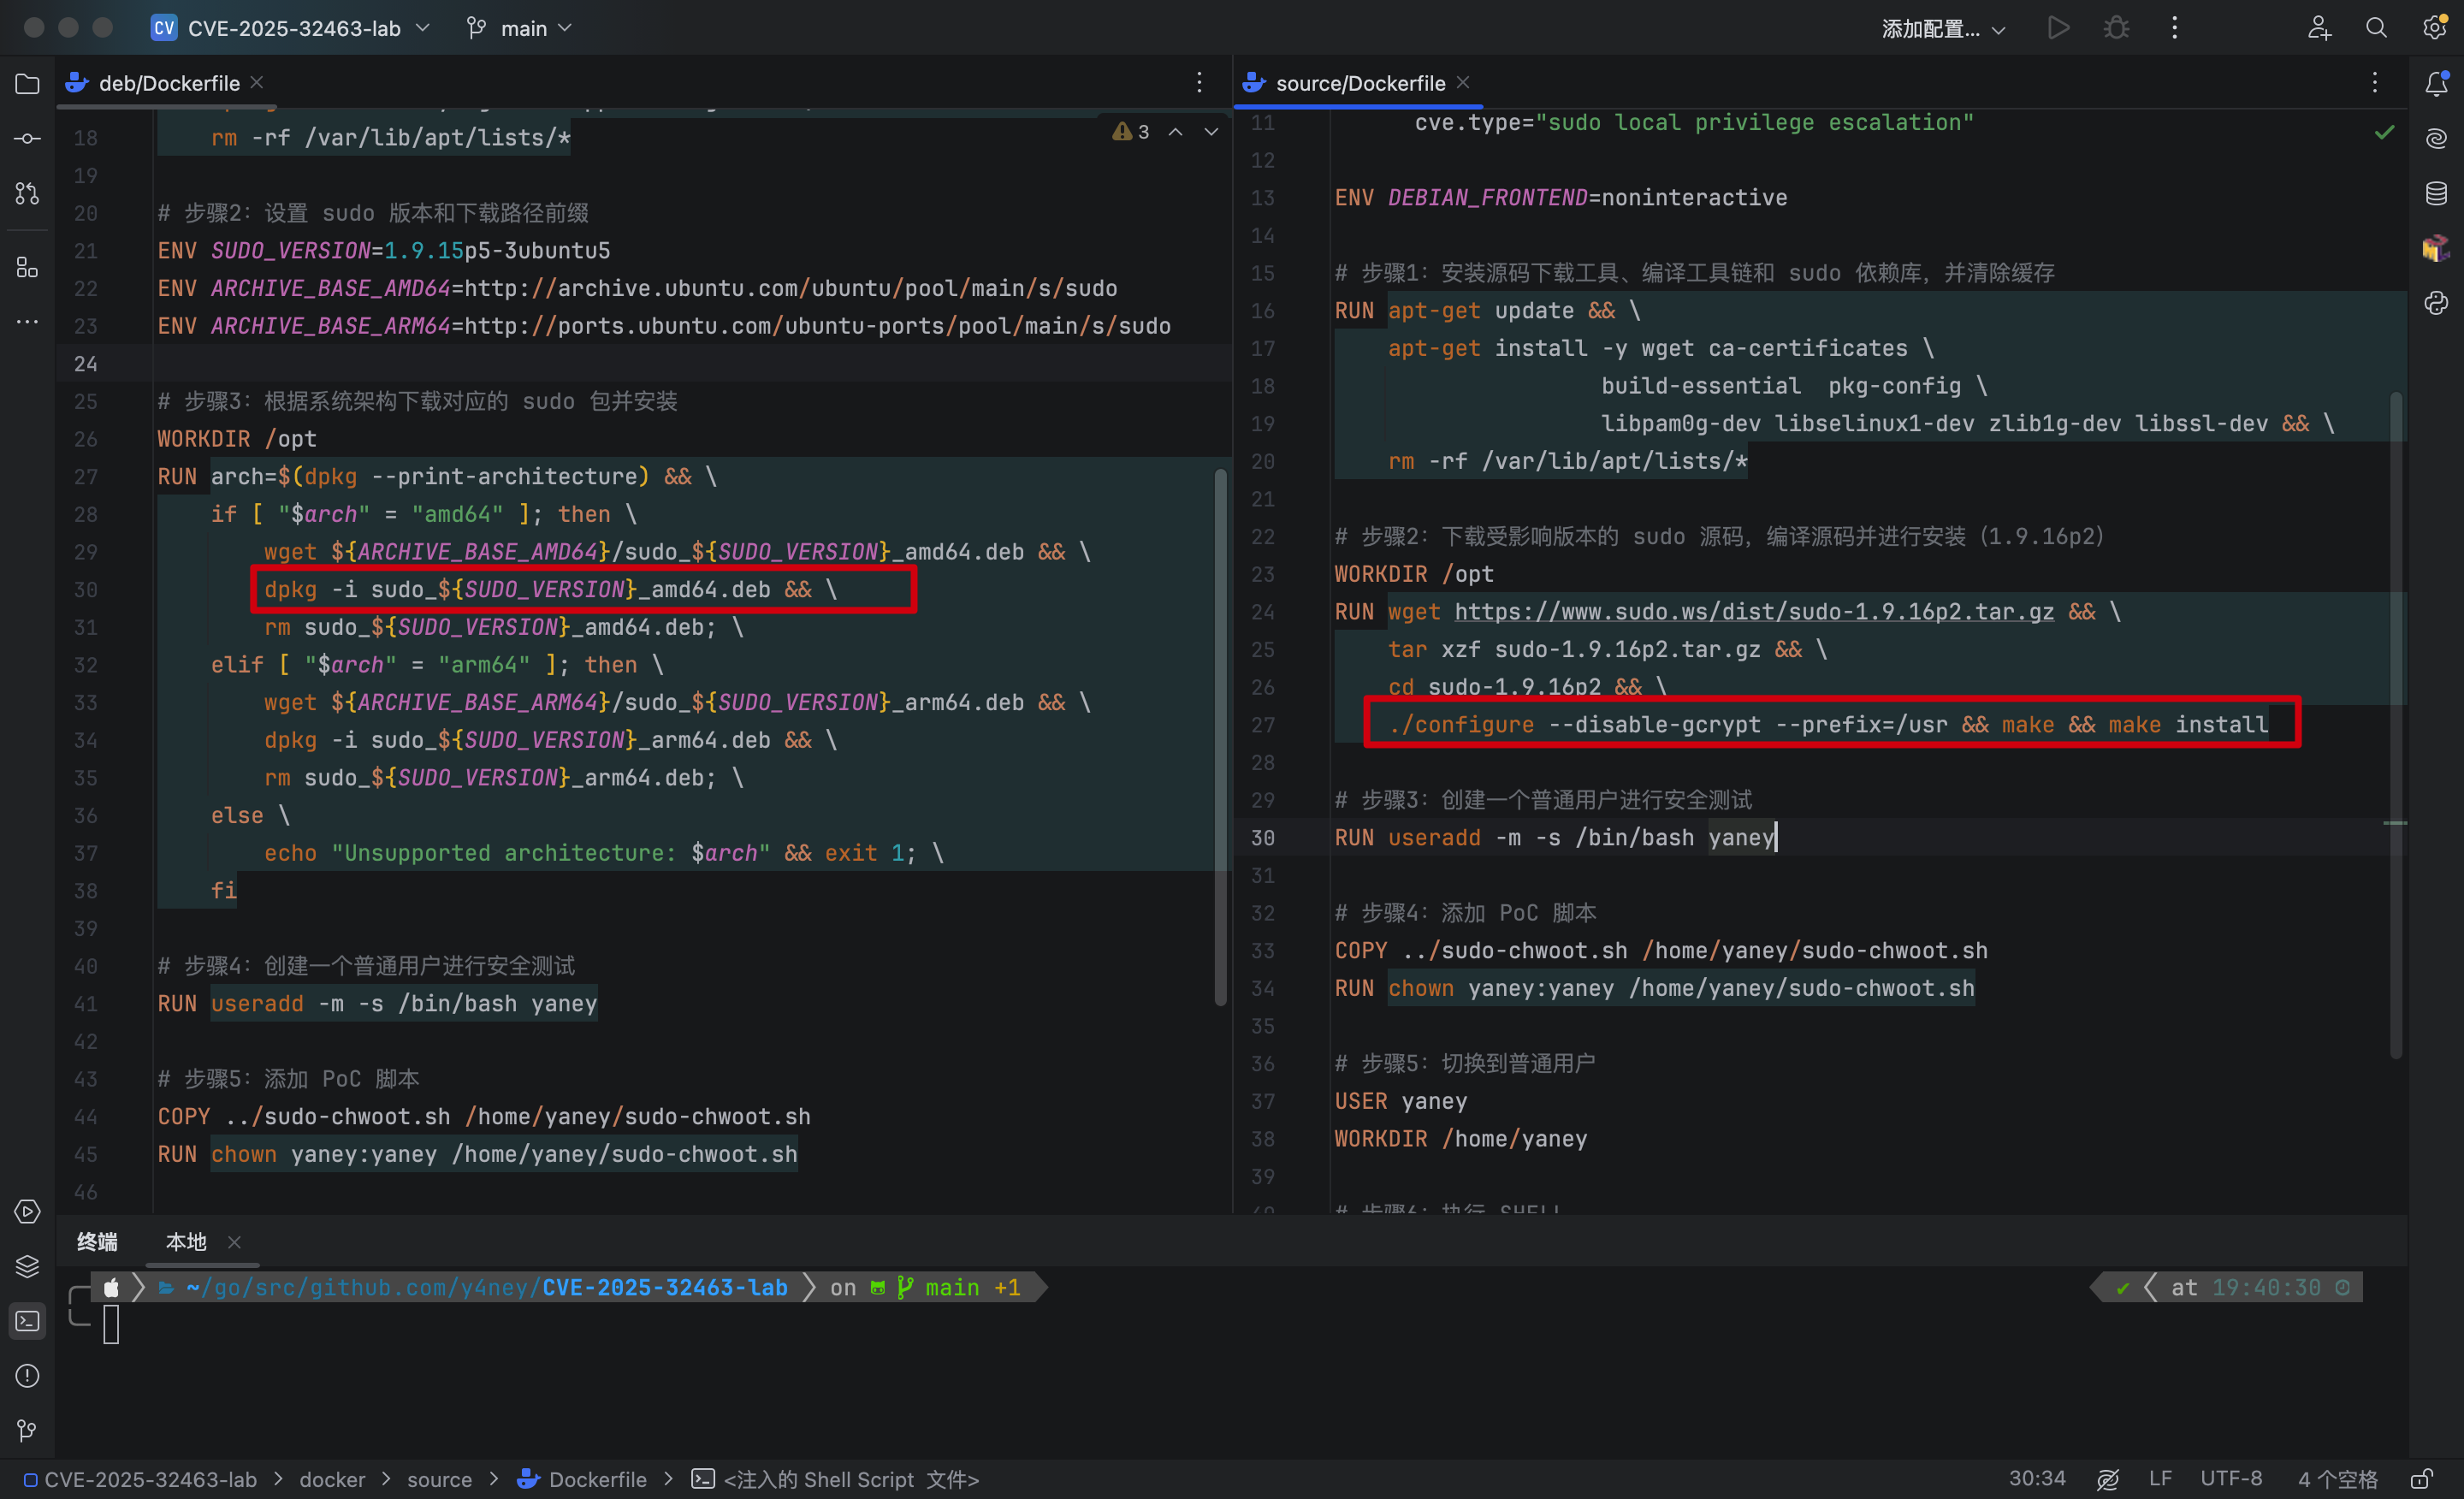 CV CVE-2025-32463-lab main 添加配置...
deb/Dockerfile
3
18 rm -rf /var/lib/apt/lists/*
19
20 # 步骤2：设置 sudo 版本和下载路径前缀
21 ENV SUDO_VERSION=1.9.15p5-3ubuntu5
22 ENV ARCHIVE_BASE_AMD64=http://archive.ubuntu.com/ubuntu/pool/main/s/sudo
23 ENV ARCHIVE_BASE_ARM64=http://ports.ubuntu.com/ubuntu-ports/pool/main/s/sudo
24
25 # 步骤3：根据系统架构下载对应的 sudo 包并安装
26 WORKDIR /opt
27 RUN arch=$(dpkg --print-architecture) && \
28 if [ "$arch" = "amd64" ]; then \
29 wget ${ARCHIVE_BASE_AMD64}/sudo_${SUDO_VERSION}_amd64.deb && \
30 dpkg -i sudo_${SUDO_VERSION}_amd64.deb && \
31 rm sudo_${SUDO_VERSION}_amd64.deb; \
32 elif [ "$arch" = "arm64" ]; then \
33 wget ${ARCHIVE_BASE_ARM64}/sudo_${SUDO_VERSION}_arm64.deb && \
34 dpkg -i sudo_${SUDO_VERSION}_arm64.deb && \
35 rm sudo_${SUDO_VERSION}_arm64.deb; \
36 else \
37 echo "Unsupported architecture: $arch" && exit 1; \
38 fi
39
40 # 步骤4：创建一个普通用户进行安全测试
41 RUN useradd -m -s /bin/bash yaney
42
43 # 步骤5：添加 PoC 脚本
44 COPY ../sudo-chwoot.sh /home/yaney/sudo-chwoot.sh
45 RUN chown yaney:yaney /home/yaney/sudo-chwoot.sh
46
source/Dockerfile
11 cve.type="sudo local privilege escalation"
12
13 ENV DEBIAN_FRONTEND=noninteractive
14
15 # 步骤1：安装源码下载工具、编译工具链和 sudo 依赖库，并清除缓存
16 RUN apt-get update && \
17 apt-get install -y wget ca-certificates \
18 build-essential  pkg-config \
19 libpam0g-dev libselinux1-dev zlib1g-dev libssl-dev && \
20 rm -rf /var/lib/apt/lists/*
21
22 # 步骤2：下载受影响版本的 sudo 源码，编译源码并进行安装（1.9.16p2）
23 WORKDIR /opt
24 RUN wget https://www.sudo.ws/dist/sudo-1.9.16p2.tar.gz && \
25 tar xzf sudo-1.9.16p2.tar.gz && \
26 cd sudo-1.9.16p2 && \
27 ./configure --disable-gcrypt --prefix=/usr && make && make install
28
29 # 步骤3：创建一个普通用户进行安全测试
30 RUN useradd -m -s /bin/bash yaney
31
32 # 步骤4：添加 PoC 脚本
33 COPY ../sudo-chwoot.sh /home/yaney/sudo-chwoot.sh
34 RUN chown yaney:yaney /home/yaney/sudo-chwoot.sh
35
36 # 步骤5：切换到普通用户
37 USER yaney
38 WORKDIR /home/yaney
39
40 # 步骤6：执行 SHELL
终端 本地
~/go/src/github.com/y4ney/CVE-2025-32463-lab on main +1 at 19:40:30
CVE-2025-32463-lab > docker > source > Dockerfile > <注入的 Shell Script 文件> 30:34 LF UTF-8 4 个空格